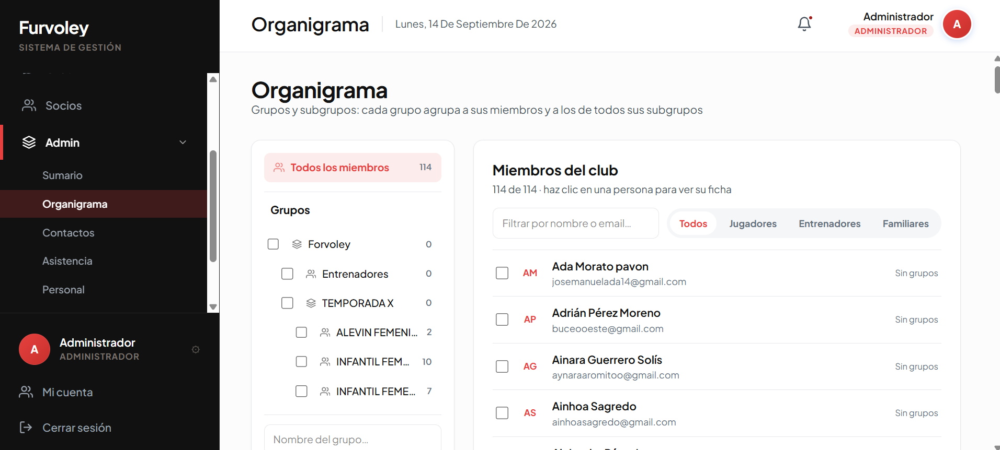 Furvoley
SISTEMA DE GESTIÓN
Socios
Admin
Sumario
Organigrama
Contactos
Asistencia
Personal
A
Administrador
ADMINISTRADOR
Mi cuenta
Cerrar sesión
Organigrama
Lunes, 14 De Septiembre De 2026
Administrador
ADMINISTRADOR
A
Organigrama
Grupos y subgrupos: cada grupo agrupa a sus miembros y a los de todos sus subgrupos
Todos los miembros 114
Grupos
Forvoley 0
Entrenadores 0
TEMPORADA X 0
ALEVIN FEMENI... 2
INFANTIL FEM... 10
INFANTIL FEME... 7
Nombre del grupo...
Miembros del club
114 de 114 · haz clic en una persona para ver su ficha
Filtrar por nombre o email...
Todos Jugadores Entrenadores Familiares
AM Ada Morato pavon
josemanuelada14@gmail.com
Sin grupos
AP Adrián Pérez Moreno
buceooeste@gmail.com
Sin grupos
AG Ainara Guerrero Solís
aynaraaromitoo@gmail.com
Sin grupos
AS Ainhoa Sagredo
ainhoasagredo@gmail.com
Sin grupos